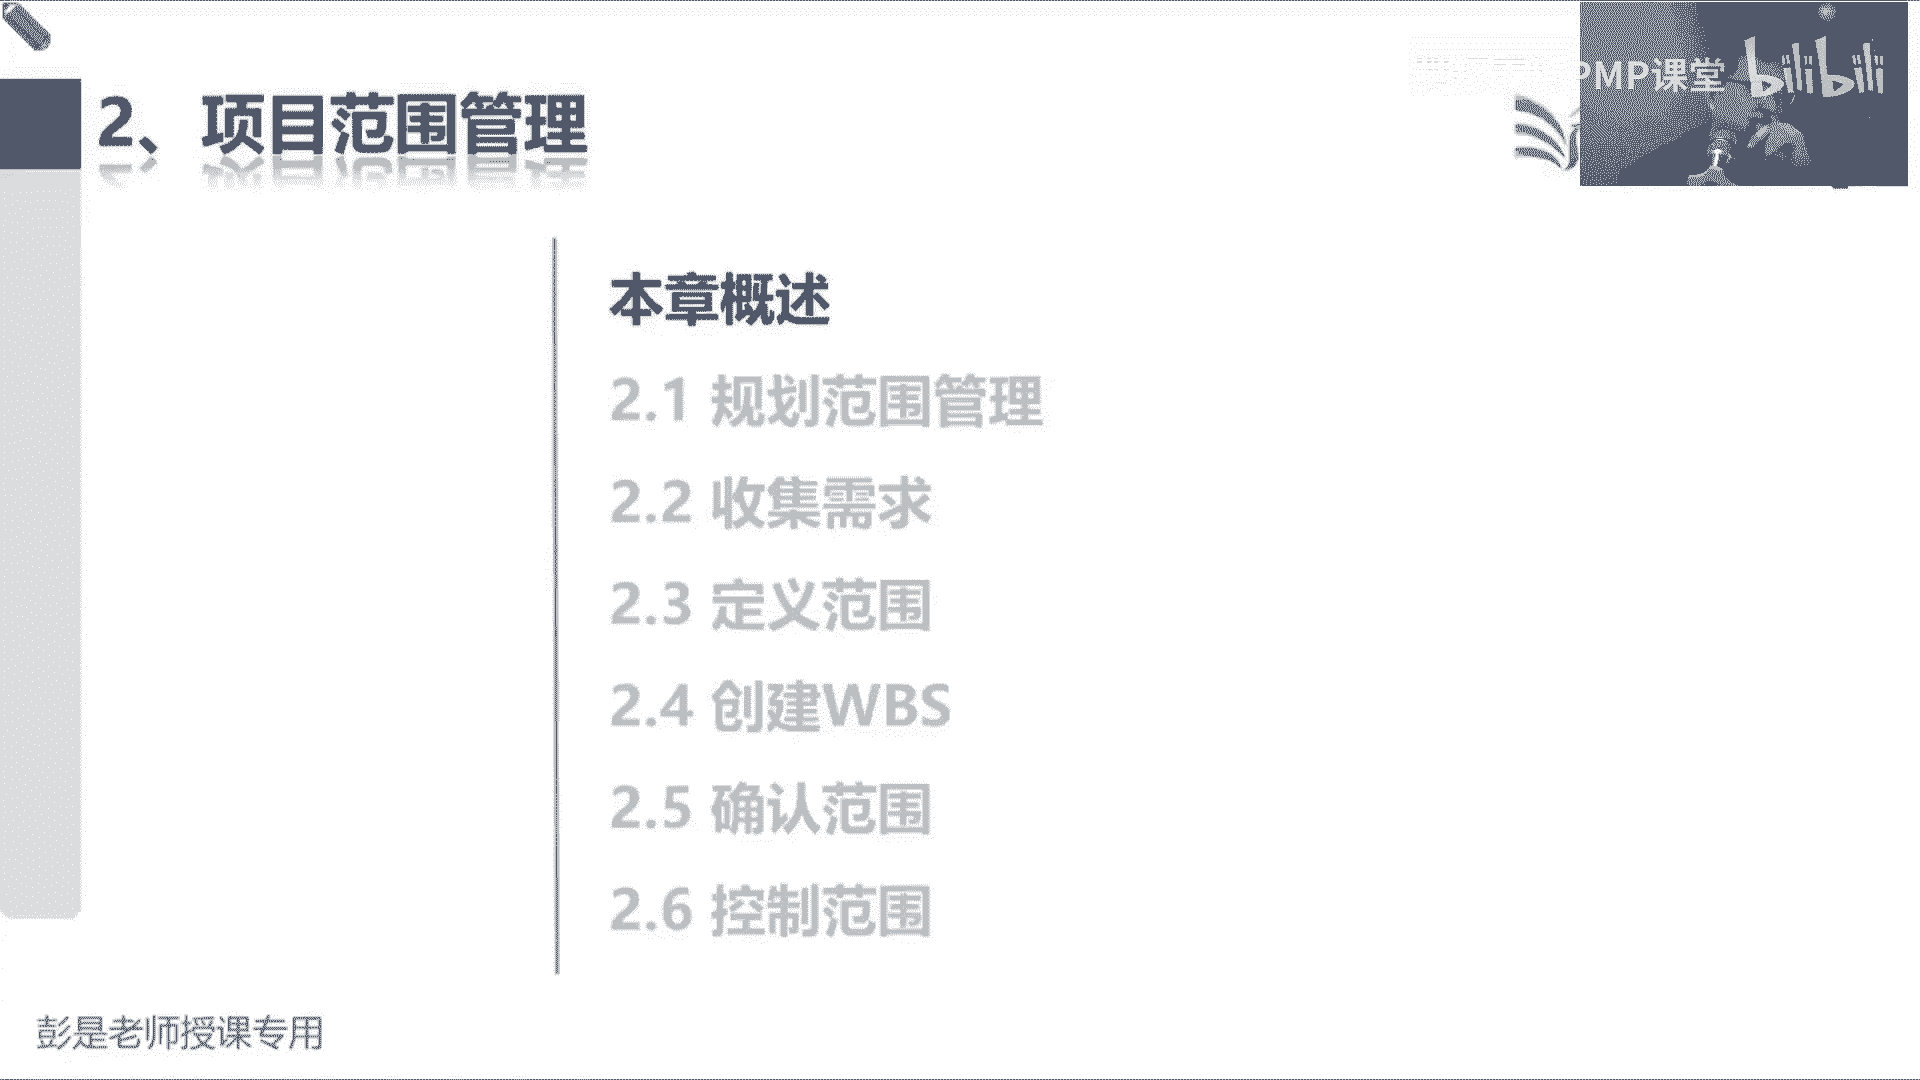 2、项目范围管理
PMP课堂 bilibili
本章概述
2.1 规划范围管理
2.2 收集需求
2.3 定义范围
2.4 创建WBS
2.5 确认范围
2.6 控制范围
彭是老师授课专用